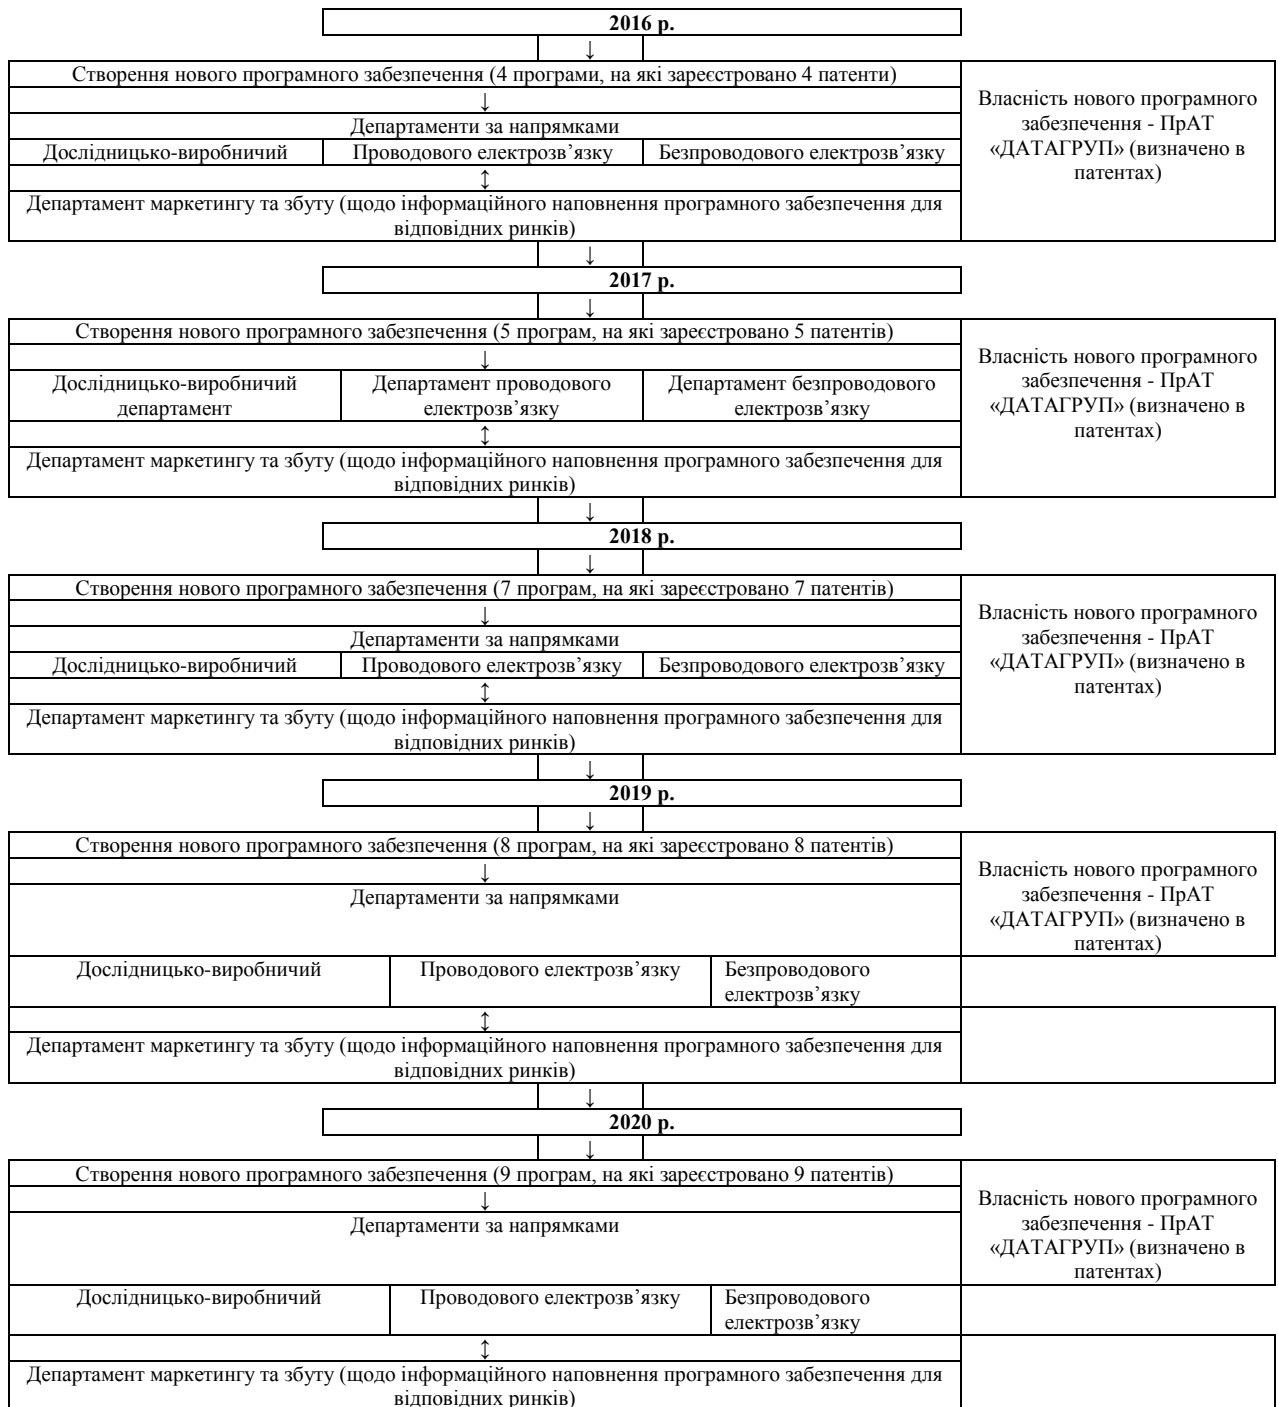 2016 р.
↓
Створення нового програмного забезпечення (4 програми, на які зареєстровано 4 патенти)
↓
Департаменти за напрямками
Дослідницько-виробничий
Проводового електрозв’язку
Безпроводового електрозв’язку
↕
Департамент маркетингу та збуту (щодо інформаційного наповнення програмного забезпечення для
відповідних ринків)
Власність нового програмного
забезпечення - ПрАТ
«ДАТАГРУП» (визначено в
патентах)
↓
2017 р.
↓
Створення нового програмного забезпечення (5 програм, на які зареєстровано 5 патентів)
↓
Дослідницько-виробничий
департамент
Департамент проводового
електрозв’язку
Департамент безпроводового
електрозв’язку
↕
Департамент маркетингу та збуту (щодо інформаційного наповнення програмного забезпечення для
відповідних ринків)
Власність нового програмного
забезпечення - ПрАТ
«ДАТАГРУП» (визначено в
патентах)
↓
2018 р.
↓
Створення нового програмного забезпечення (7 програм, на які зареєстровано 7 патентів)
↓
Департаменти за напрямками
Дослідницько-виробничий
Проводового електрозв’язку
Безпроводового електрозв’язку
↕
Департамент маркетингу та збуту (щодо інформаційного наповнення програмного забезпечення для
відповідних ринків)
Власність нового програмного
забезпечення - ПрАТ
«ДАТАГРУП» (визначено в
патентах)
↓
2019 р.
↓
Створення нового програмного забезпечення (8 програм, на які зареєстровано 8 патентів)
↓
Департаменти за напрямками
Власність нового програмного
забезпечення - ПрАТ
«ДАТАГРУП» (визначено в
патентах)
Дослідницько-виробничий
Проводового електрозв’язку
Безпроводового
електрозв’язку
↕
Департамент маркетингу та збуту (щодо інформаційного наповнення програмного забезпечення для
відповідних ринків)
↓
2020 р.
↓
Створення нового програмного забезпечення (9 програм, на які зареєстровано 9 патентів)
↓
Департаменти за напрямками
Власність нового програмного
забезпечення - ПрАТ
«ДАТАГРУП» (визначено в
патентах)
Дослідницько-виробничий
Проводового електрозв’язку
Безпроводового
електрозв’язку
↕
Департамент маркетингу та збуту (щодо інформаційного наповнення програмного забезпечення для
відповідних ринків)